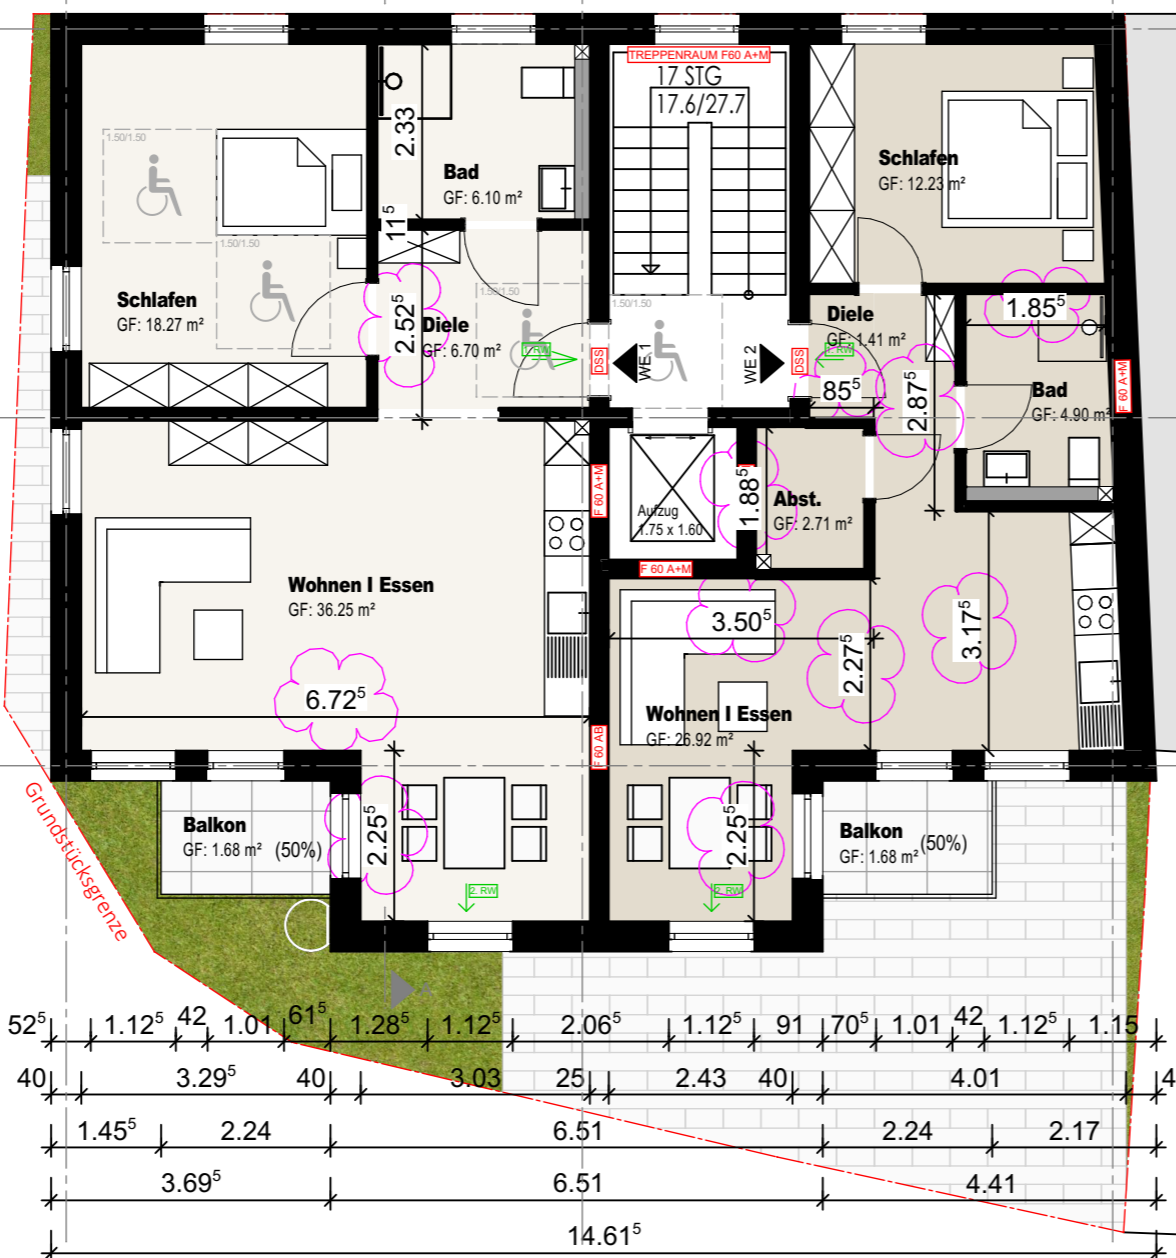 TREPPENRAUM F60 A+M
17 STG
17.6/27.7
1.50/1.50
2.33
Bad
GF: 6.10 m²
Schlafen
GF: 12.23 m²
11⁵
1.50/1.50
Schlafen
GF: 18.27 m²
2.52⁵
Diele
GF: 6.70 m²
1.50/1.50
1. RW
DSS
WE 1
1.50/1.50
WE 2
DSS
Diele
GF: 1.41 m²
1. RW
85⁵
2.87⁵
1.85⁵
Bad
GF: 4.90 m²
F 60 A+M
F 60 A+M
Aufzug
1.75 x 1.60
1.88⁵
Abst.
GF: 2.71 m²
F 60 A+M
Wohnen I Essen
GF: 36.25 m²
3.50⁵
2.27⁵
3.17⁵
6.72⁵
Wohnen I Essen
GF: 26.92 m²
F 60 AB
Grundstücksgrenze
Balkon
GF: 1.68 m² (50%)
2.25⁵
2. RW
2.25⁵
2. RW
Balkon
GF: 1.68 m² (50%)
52⁵ 1.12⁵ 42 1.01 61⁵ 1.28⁵ 1.12⁵ 2.06⁵ 1.12⁵ 91 70⁵ 1.01 42 1.12⁵ 1.15
40 3.29⁵ 40 3.03 25 2.43 40 4.01 4
1.45⁵ 2.24 6.51 2.24 2.17
3.69⁵ 6.51 4.41
14.61⁵